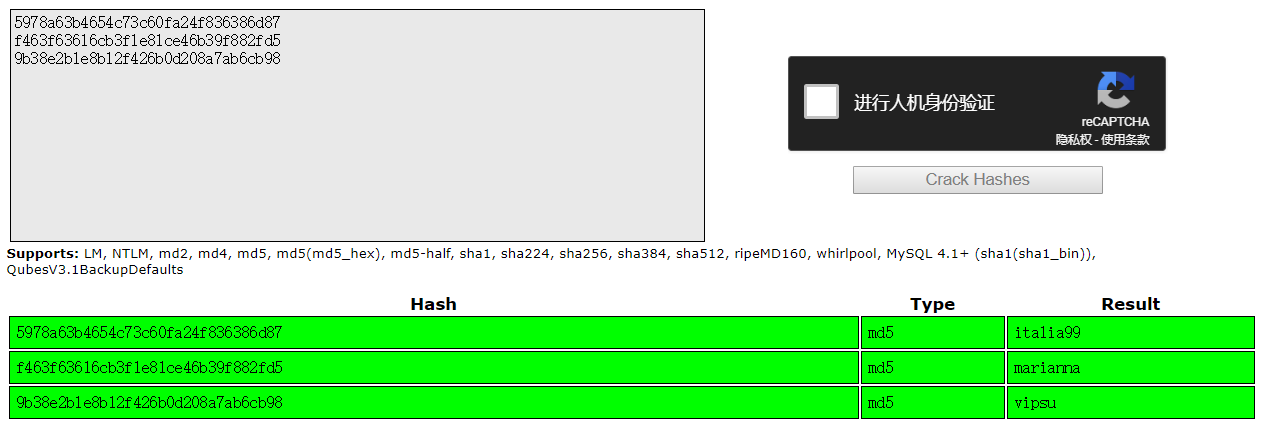 5978a63b4654c73c60fa24f836386d87
f463f63616cb3f1e81ce46b39f882fd5
9b38e2b1e8b12f426b0d208a7ab6cb98
进行人机身份验证
reCAPTCHA
隐私权 - 使用条款
Crack Hashes
Supports: LM, NTLM, md2, md4, md5, md5(md5_hex), md5-half, sha1, sha224, sha256, sha384, sha512, ripeMD160, whirlpool, MySQL 4.1+ (sha1(sha1_bin)),
QubesV3.1BackupDefaults
Hash Type Result
5978a63b4654c73c60fa24f836386d87 md5 italia99
f463f63616cb3f1e81ce46b39f882fd5 md5 marianna
9b38e2b1e8b12f426b0d208a7ab6cb98 md5 vipsu